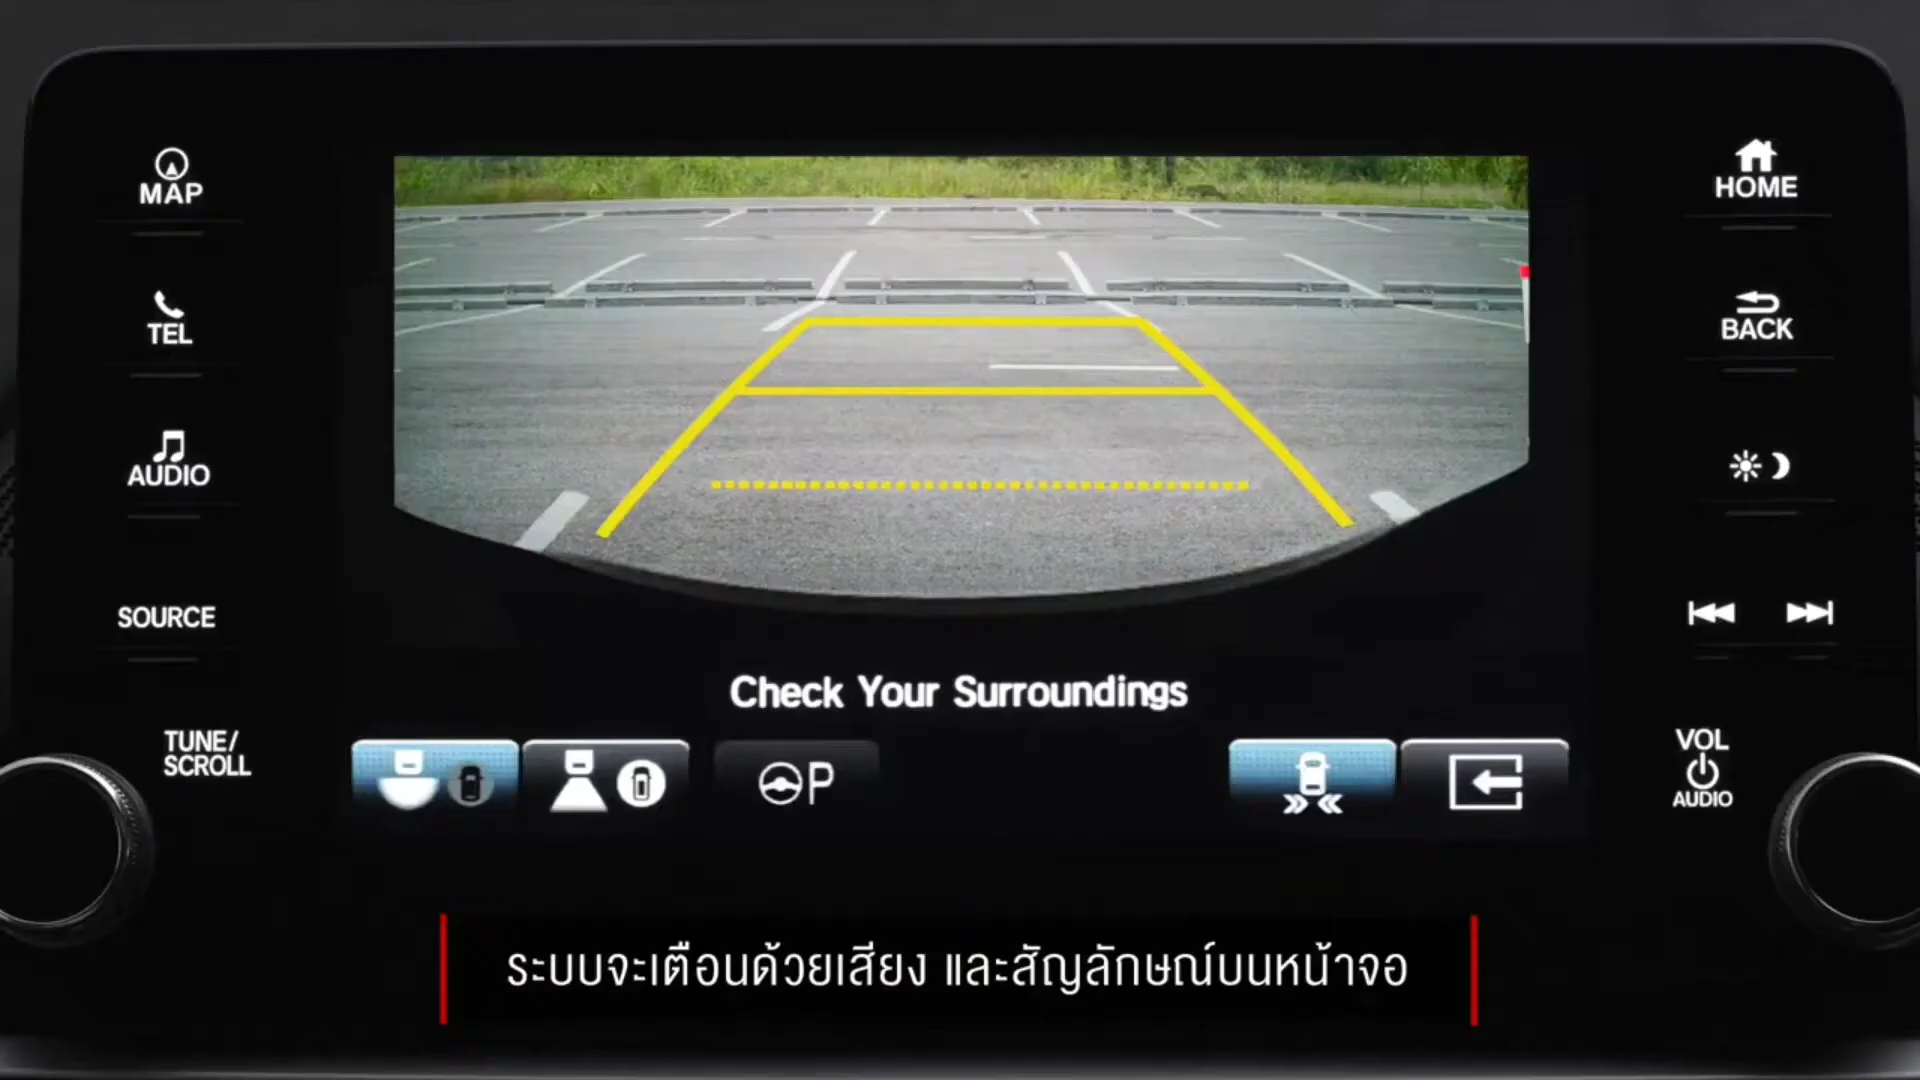 MAP
HOME
TEL
BACK
AUDIO
SOURCE
Check Your Surroundings
TUNE/
SCROLL
P
VOL
AUDIO
ระบบจะเตือนด้วยเสียง และสัญลักษณ์บนหน้าจอ